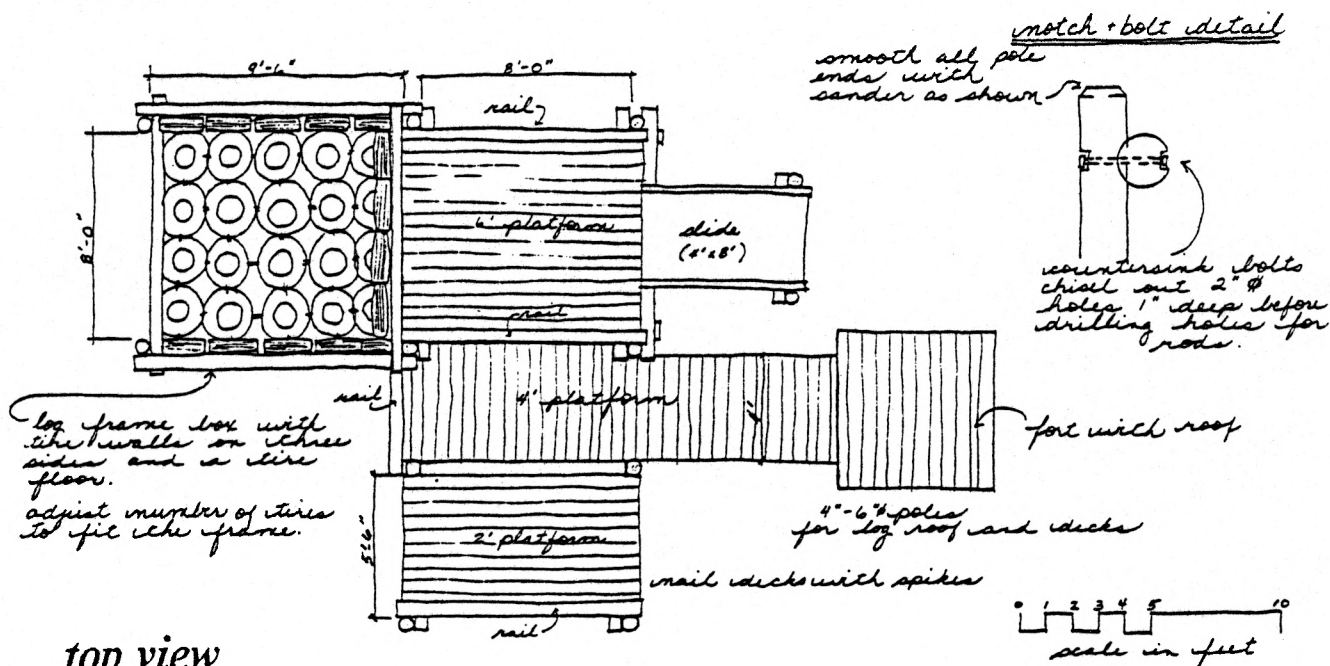 notch + bolt detail
smooth all pole
ends with
sander as shown
9'-6"
8'-0"
rail
8'-0"
6' platform
slide
(4'x8')
countersink bolts
chisel out 2" ø
holes 1" deep before
drilling holes for
rods.
rail
rail
4' platform
4'
fort with roof
log frame box with
tire walls on three
sides and a tire
floor.
adjust number of tires
to fit the frame.
5'6"
2' platform
4"-6"ø poles
for log roof and decks
nail decks with spikes
rail
0 1 2 3 4 5 10
scale in feet
top view